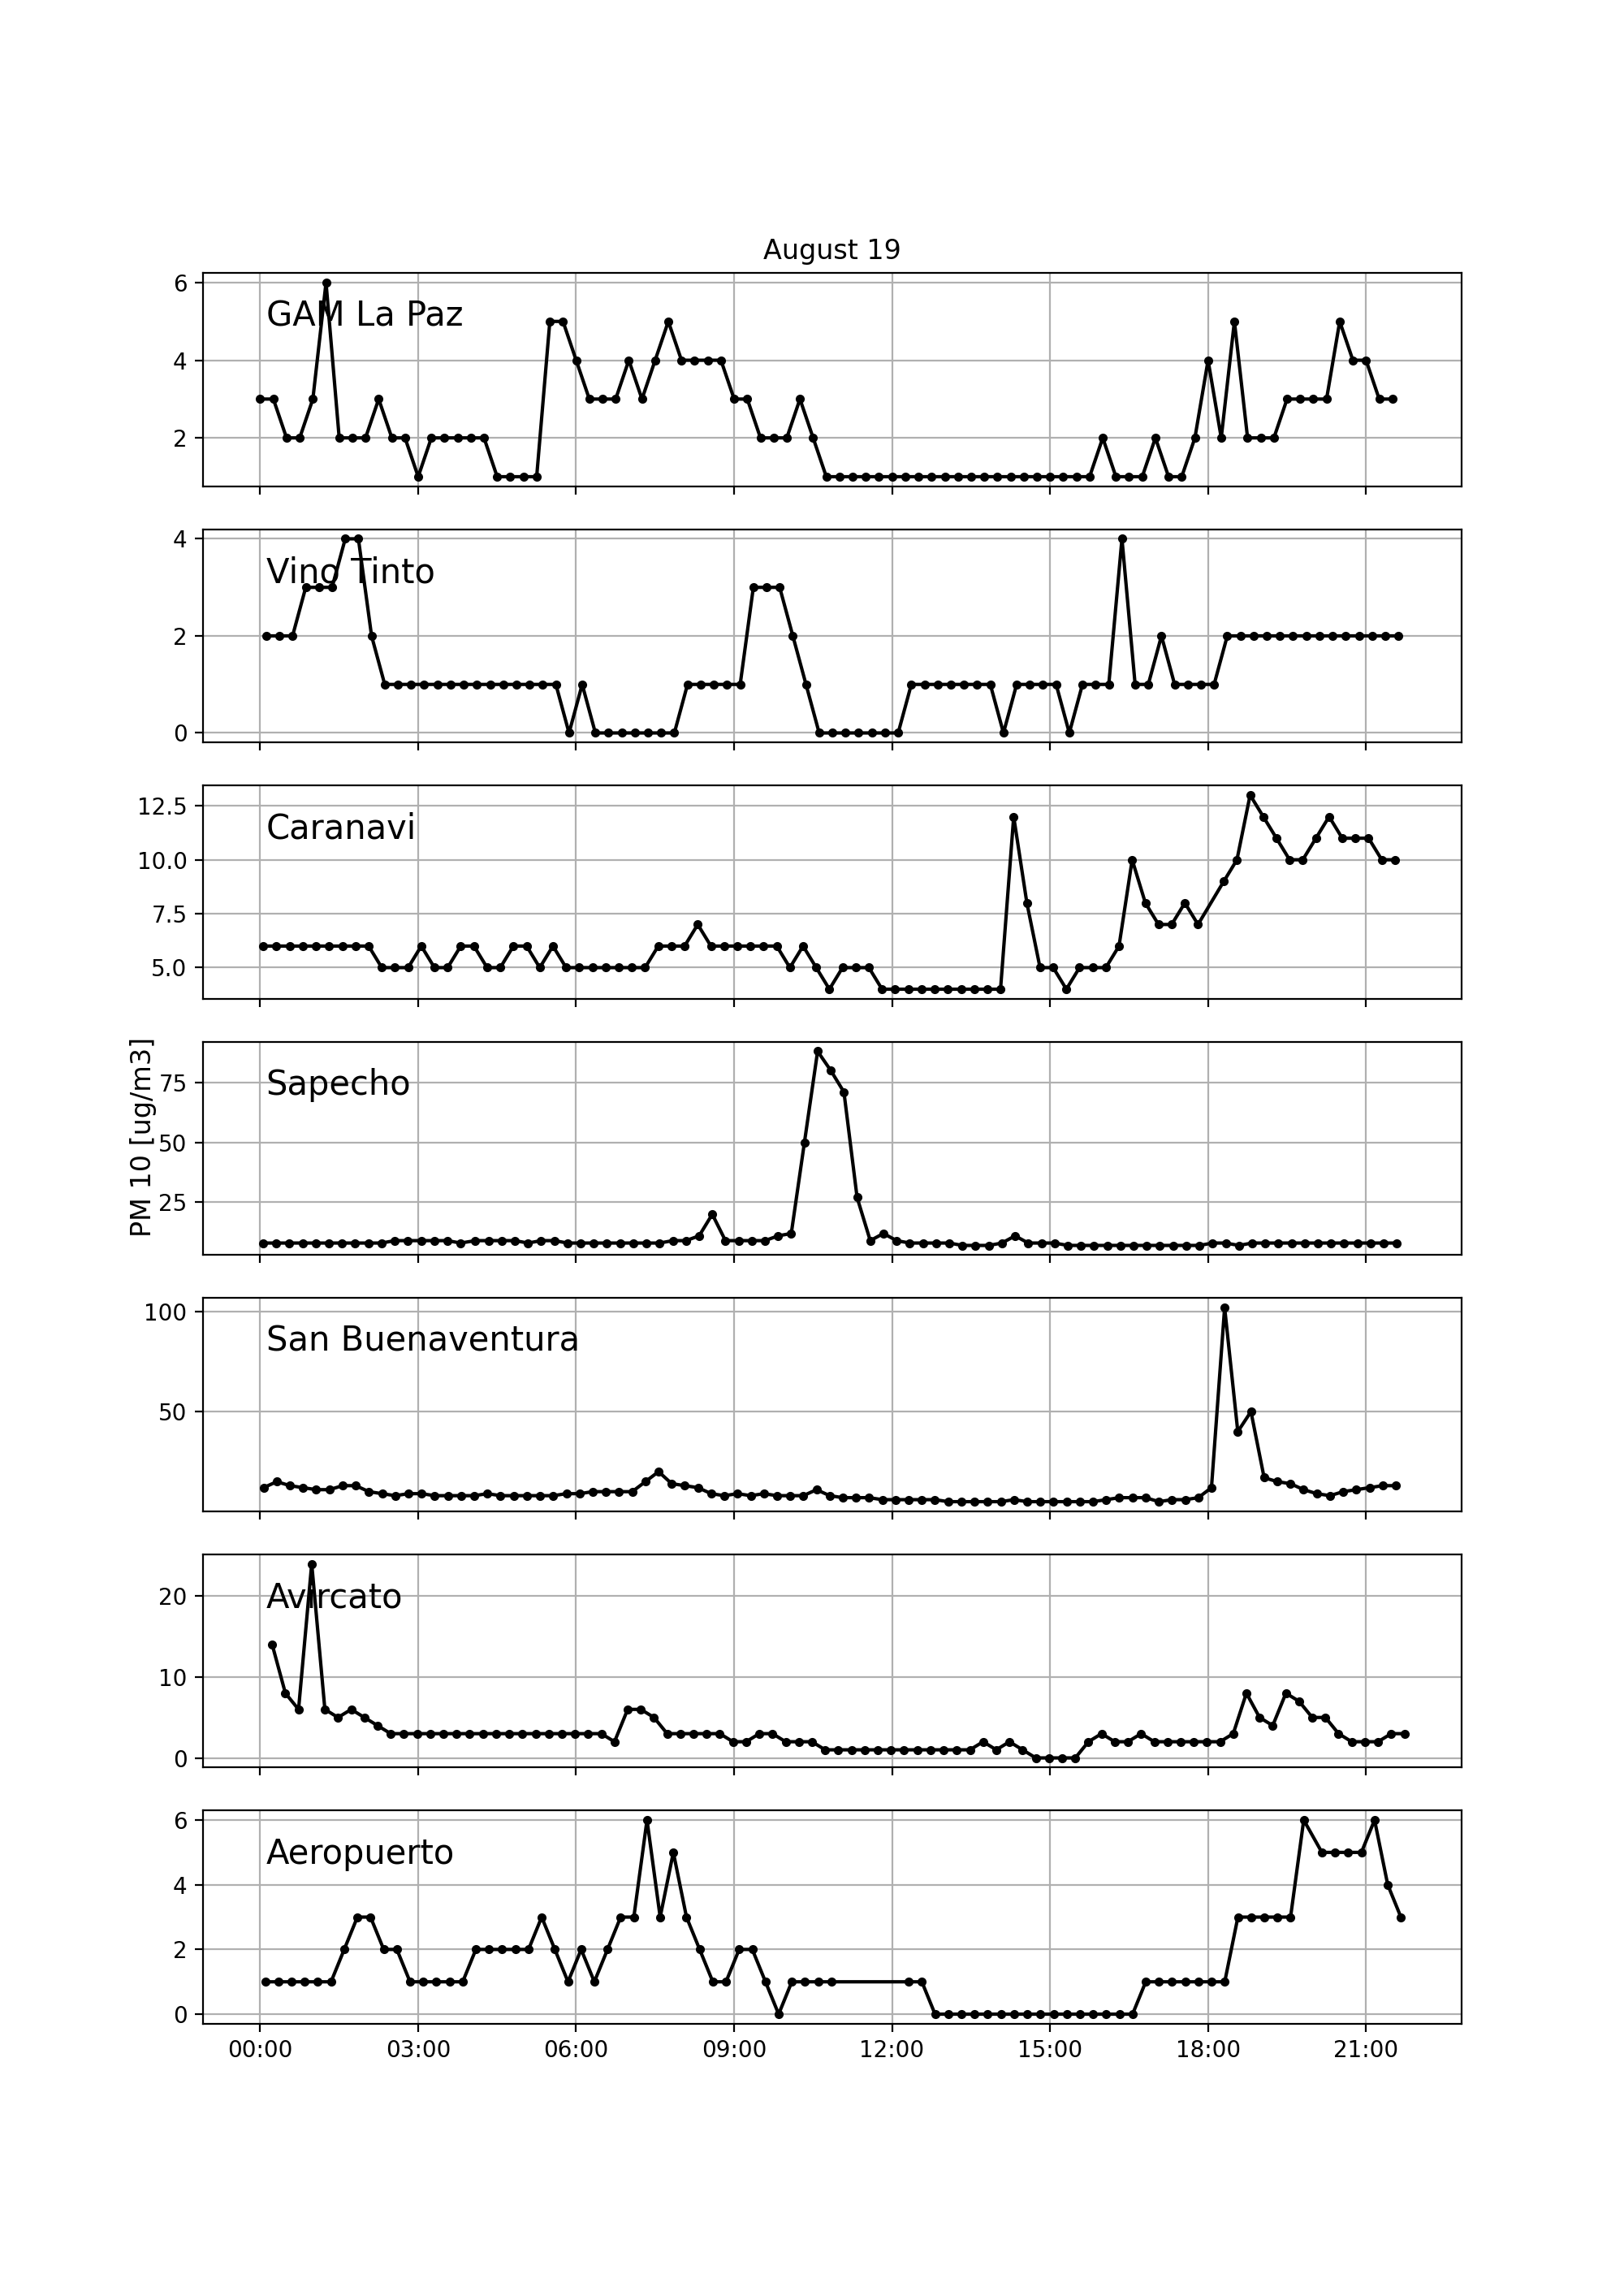 August 19
6
4
2
GAM La Paz
4
2
0
Vino Tinto
12.5
10.0
7.5
5.0
Caranavi
PM 10 [ug/m3]
75
50
25
Sapecho
100
50
San Buenaventura
20
10
0
Avircato
6
4
2
0
Aeropuerto
00:00 03:00 06:00 09:00 12:00 15:00 18:00 21:00